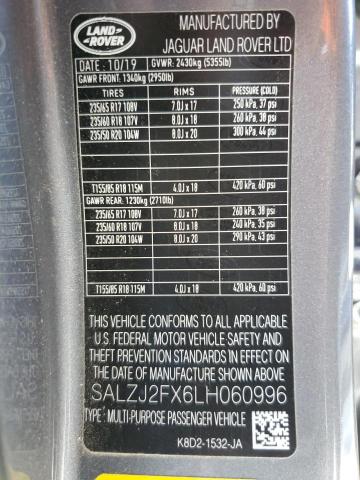 LAND ROVER
MANUFACTURED BY
JAGUAR LAND ROVER LTD
DATE: 10/19 GVWR: 2430kg (5355lb)
GAWR FRONT: 1340kg (2950lb)
TIRES RIMS PRESSURE (COLD)
235/65 R17 108V 7.0J x 17 250 kPa, 37 psi
235/60 R18 107V 8.0J x 18 260 kPa, 38 psi
235/50 R20 104W 8.0J x 20 300 kPa, 44 psi
T155/85 R18 115M 4.0J x 18 420 kPa, 60 psi
GAWR REAR: 1230kg (2710lb)
235/65 R17 108V 7.0J x 17 260 kPa, 38 psi
235/60 R18 107V 8.0J x 18 240 kPa, 35 psi
235/50 R20 104W 8.0J x 20 290 kPa, 43 psi
T155/85 R18 115M 4.0J x 18 420 kPa, 60 psi
THIS VEHICLE CONFORMS TO ALL APPLICABLE
U.S. FEDERAL MOTOR VEHICLE SAFETY AND
THEFT PREVENTION STANDARDS IN EFFECT
ON THE DATE OF MANUFACTURE SHOWN ABOVE
SALZJ2FX6LH060996
TYPE: MULTI-PURPOSE PASSENGER VEHICLE
K8D2-1532-JA